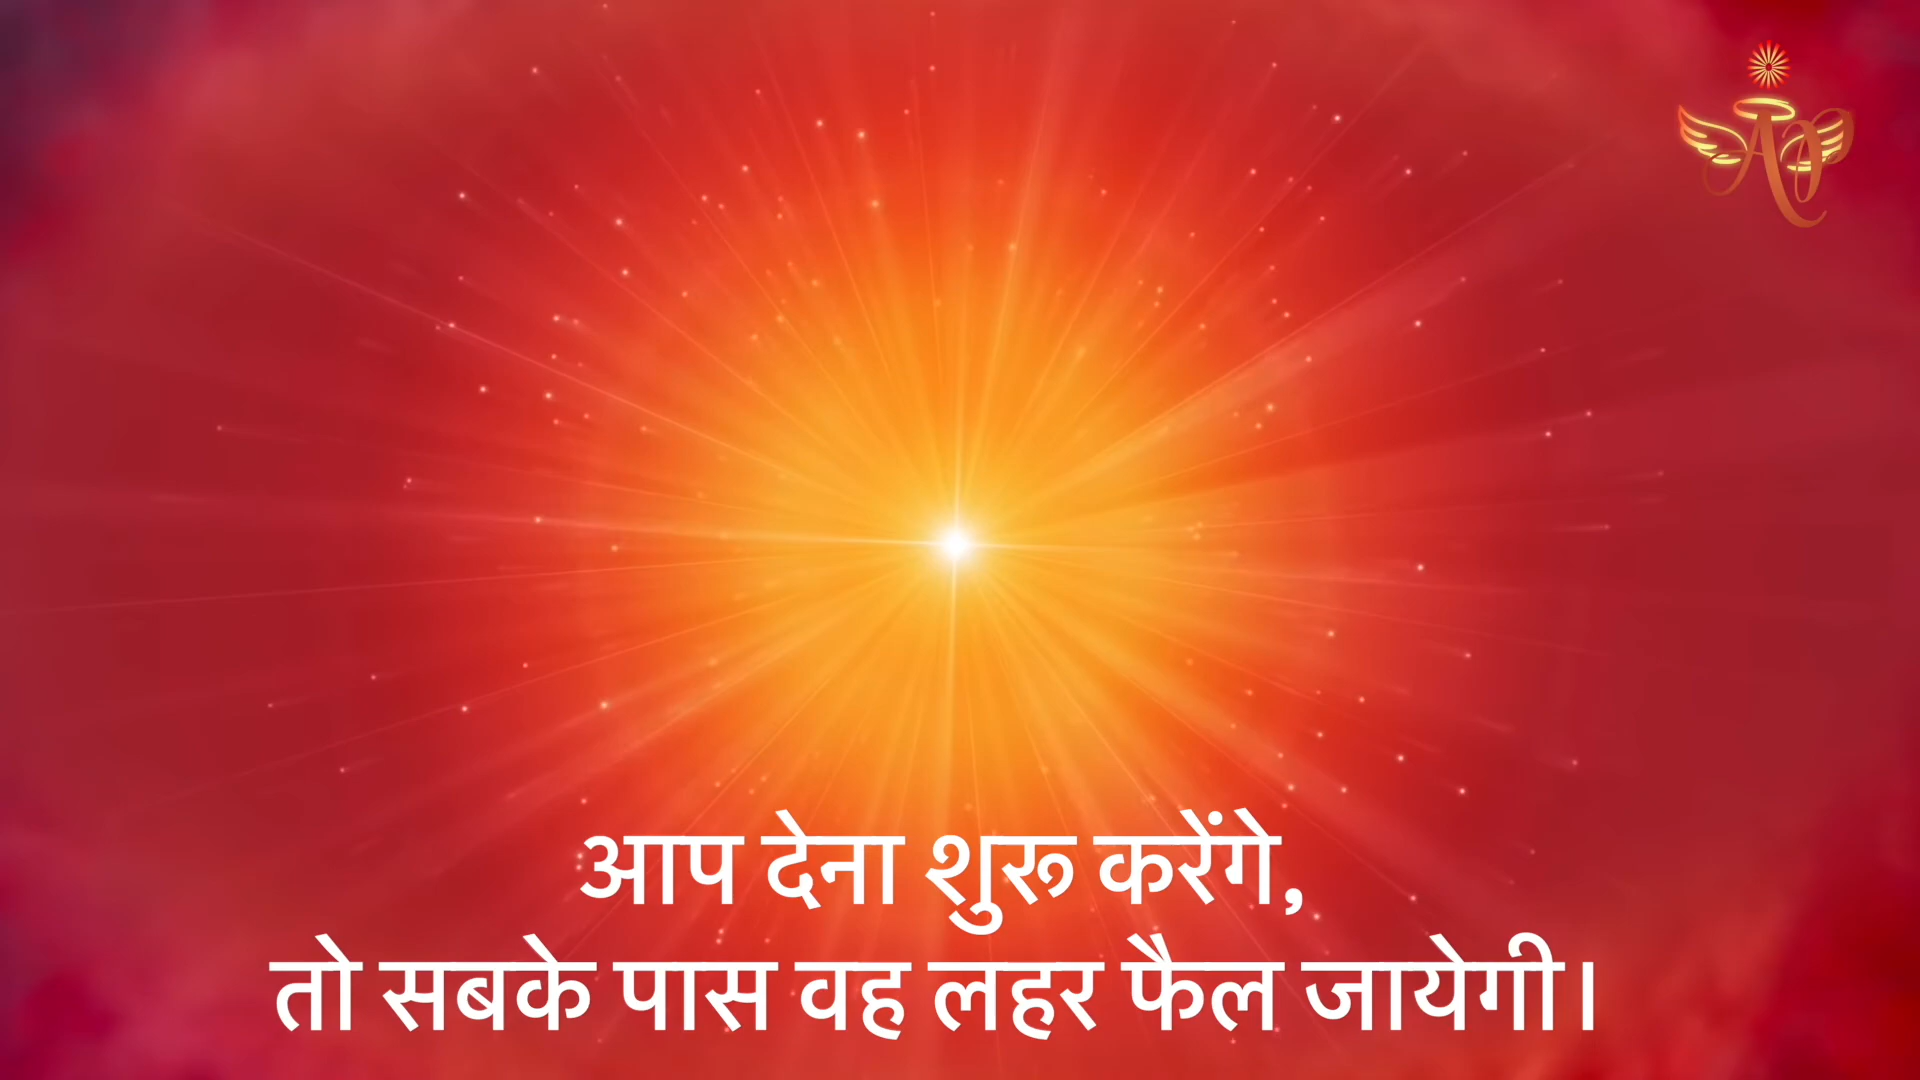 आप देना शुरू करेंगे,
तो सबके पास वह लहर फैल जायेगी।